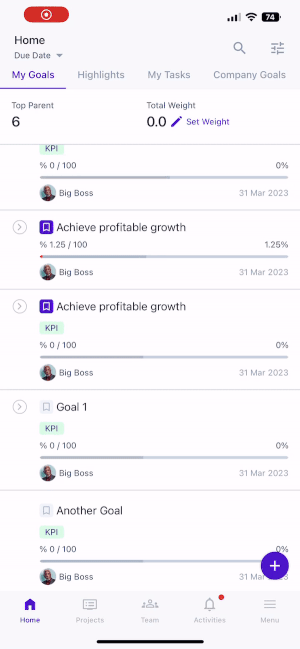 74
Home
Due Date
My Goals Highlights My Tasks Company Goals
Top Parent Total Weight
6 0.0 Set Weight
KPI
% 0 / 100 0%
Big Boss 31 Mar 2023
Achieve profitable growth
% 1.25 / 100 1.25%
Big Boss 31 Mar 2023
Achieve profitable growth
KPI
% 0 / 100 0%
Big Boss 31 Mar 2023
Goal 1
KPI
% 0 / 100 0%
Big Boss 31 Mar 2023
Another Goal
KPI
% 0 / 100 0%
Big Boss 31 Mar
Home Projects Team Activities Menu